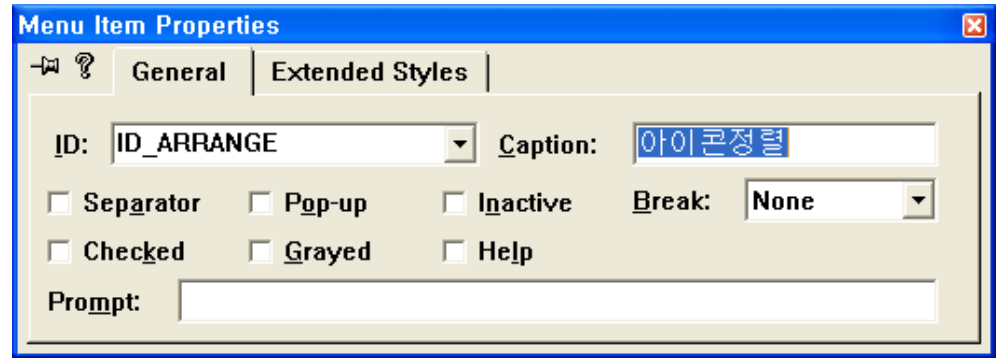 Menu Item Properties
General Extended Styles
ID: ID_ARRANGE Caption: 아이콘정렬
Separator Pop-up Inactive Break: None
Checked Grayed Help
Prompt: